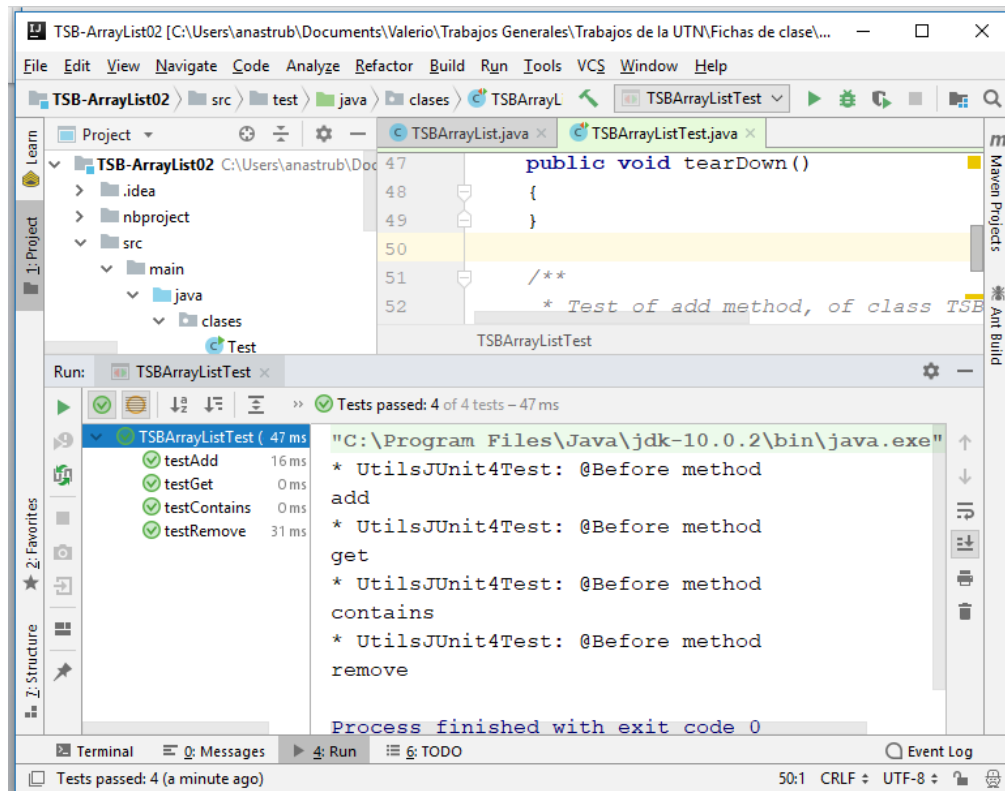 TSB-ArrayList02 [C:\Users\anastrub\Documents\Valerio\Trabajos Generales\Trabajos de la UTN\Fichas de clase\...
File Edit View Navigate Code Analyze Refactor Build Run Tools VCS Window Help
TSB-ArrayList02 src test java clases TSBArrayL TSBArrayListTest
Learn
1: Project
Project
TSB-ArrayList02 C:\Users\anastrub\Doc
.idea
nbproject
src
main
java
clases
Test
TSBArrayList.java TSBArrayListTest.java
47 public void tearDown()
48 {
49 }
50
51 /**
52 * Test of add method, of class TSB
TSBArrayListTest
Maven Projects
Ant Build
Run: TSBArrayListTest
Tests passed: 4 of 4 tests – 47 ms
TSBArrayListTest ( 47 ms
testAdd 16 ms
testGet 0 ms
testContains 0 ms
testRemove 31 ms
"C:\Program Files\Java\jdk-10.0.2\bin\java.exe"
* UtilsJUnit4Test: @Before method
add
* UtilsJUnit4Test: @Before method
get
* UtilsJUnit4Test: @Before method
contains
* UtilsJUnit4Test: @Before method
remove
Process finished with exit code 0
2: Favorites
7: Structure
Terminal 0: Messages 4: Run 6: TODO Event Log
Tests passed: 4 (a minute ago) 50:1 CRLF UTF-8